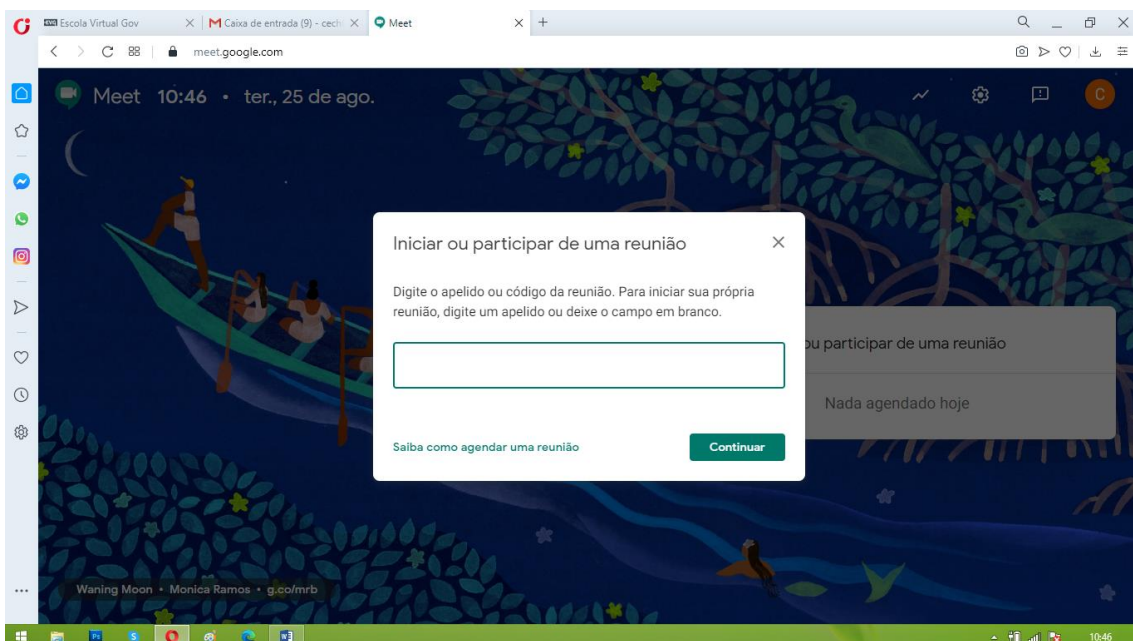 Escola Virtual Gov
Caixa de entrada (9) - cech
Meet
meet.google.com
Meet 10:46 • ter., 25 de ago.
C
Iniciar ou participar de uma reunião
Digite o apelido ou código da reunião. Para iniciar sua própria
reunião, digite um apelido ou deixe o campo em branco.
ou participar de uma reunião
Nada agendado hoje
Saiba como agendar uma reunião
Continuar
Waning Moon • Monica Ramos • g.co/mrb
10:46